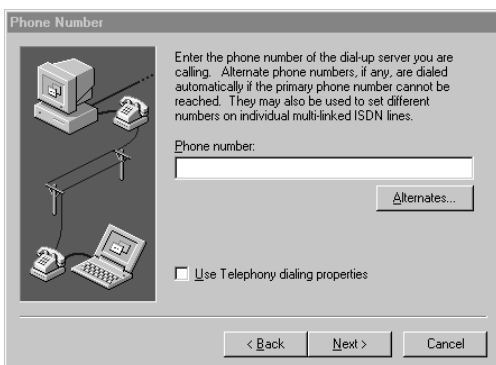 Phone Number
Enter the phone number of the dial-up server you are
calling. Alternate phone numbers, if any, are dialed
automatically if the primary phone number cannot be
reached. They may also be used to set different
numbers on individual multi-linked ISDN lines.
Phone number:
Alternates...
Use Telephony dialing properties
< Back
Next >
Cancel